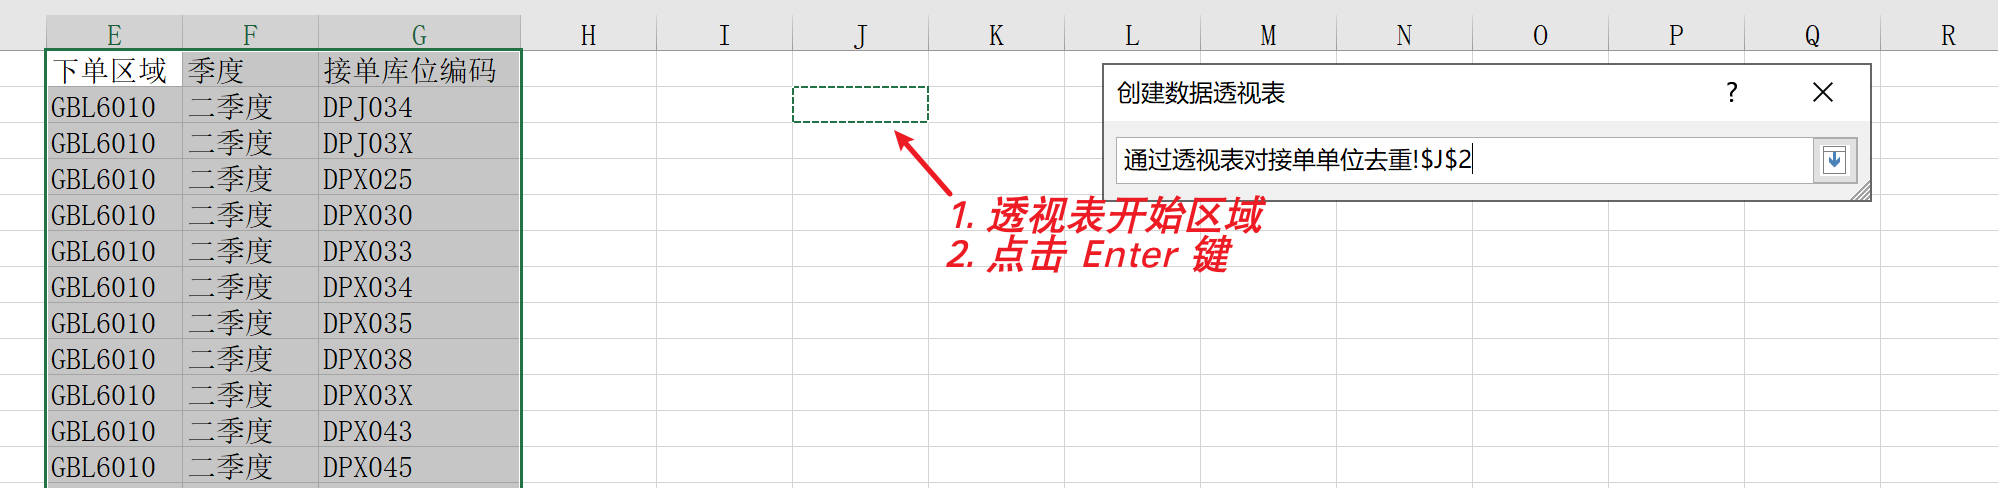 E F G H I J K L M N O P Q R
下单区域 季度 接单库位编码
GBL6010 二季度 DPJ034
GBL6010 二季度 DPJ03X
GBL6010 二季度 DPX025
GBL6010 二季度 DPX030
GBL6010 二季度 DPX033
GBL6010 二季度 DPX034
GBL6010 二季度 DPX035
GBL6010 二季度 DPX038
GBL6010 二季度 DPX03X
GBL6010 二季度 DPX043
GBL6010 二季度 DPX045
创建数据透视表 ?
通过透视表对接单单位去重!$J$2
1. 透视表开始区域
2. 点击 Enter 键